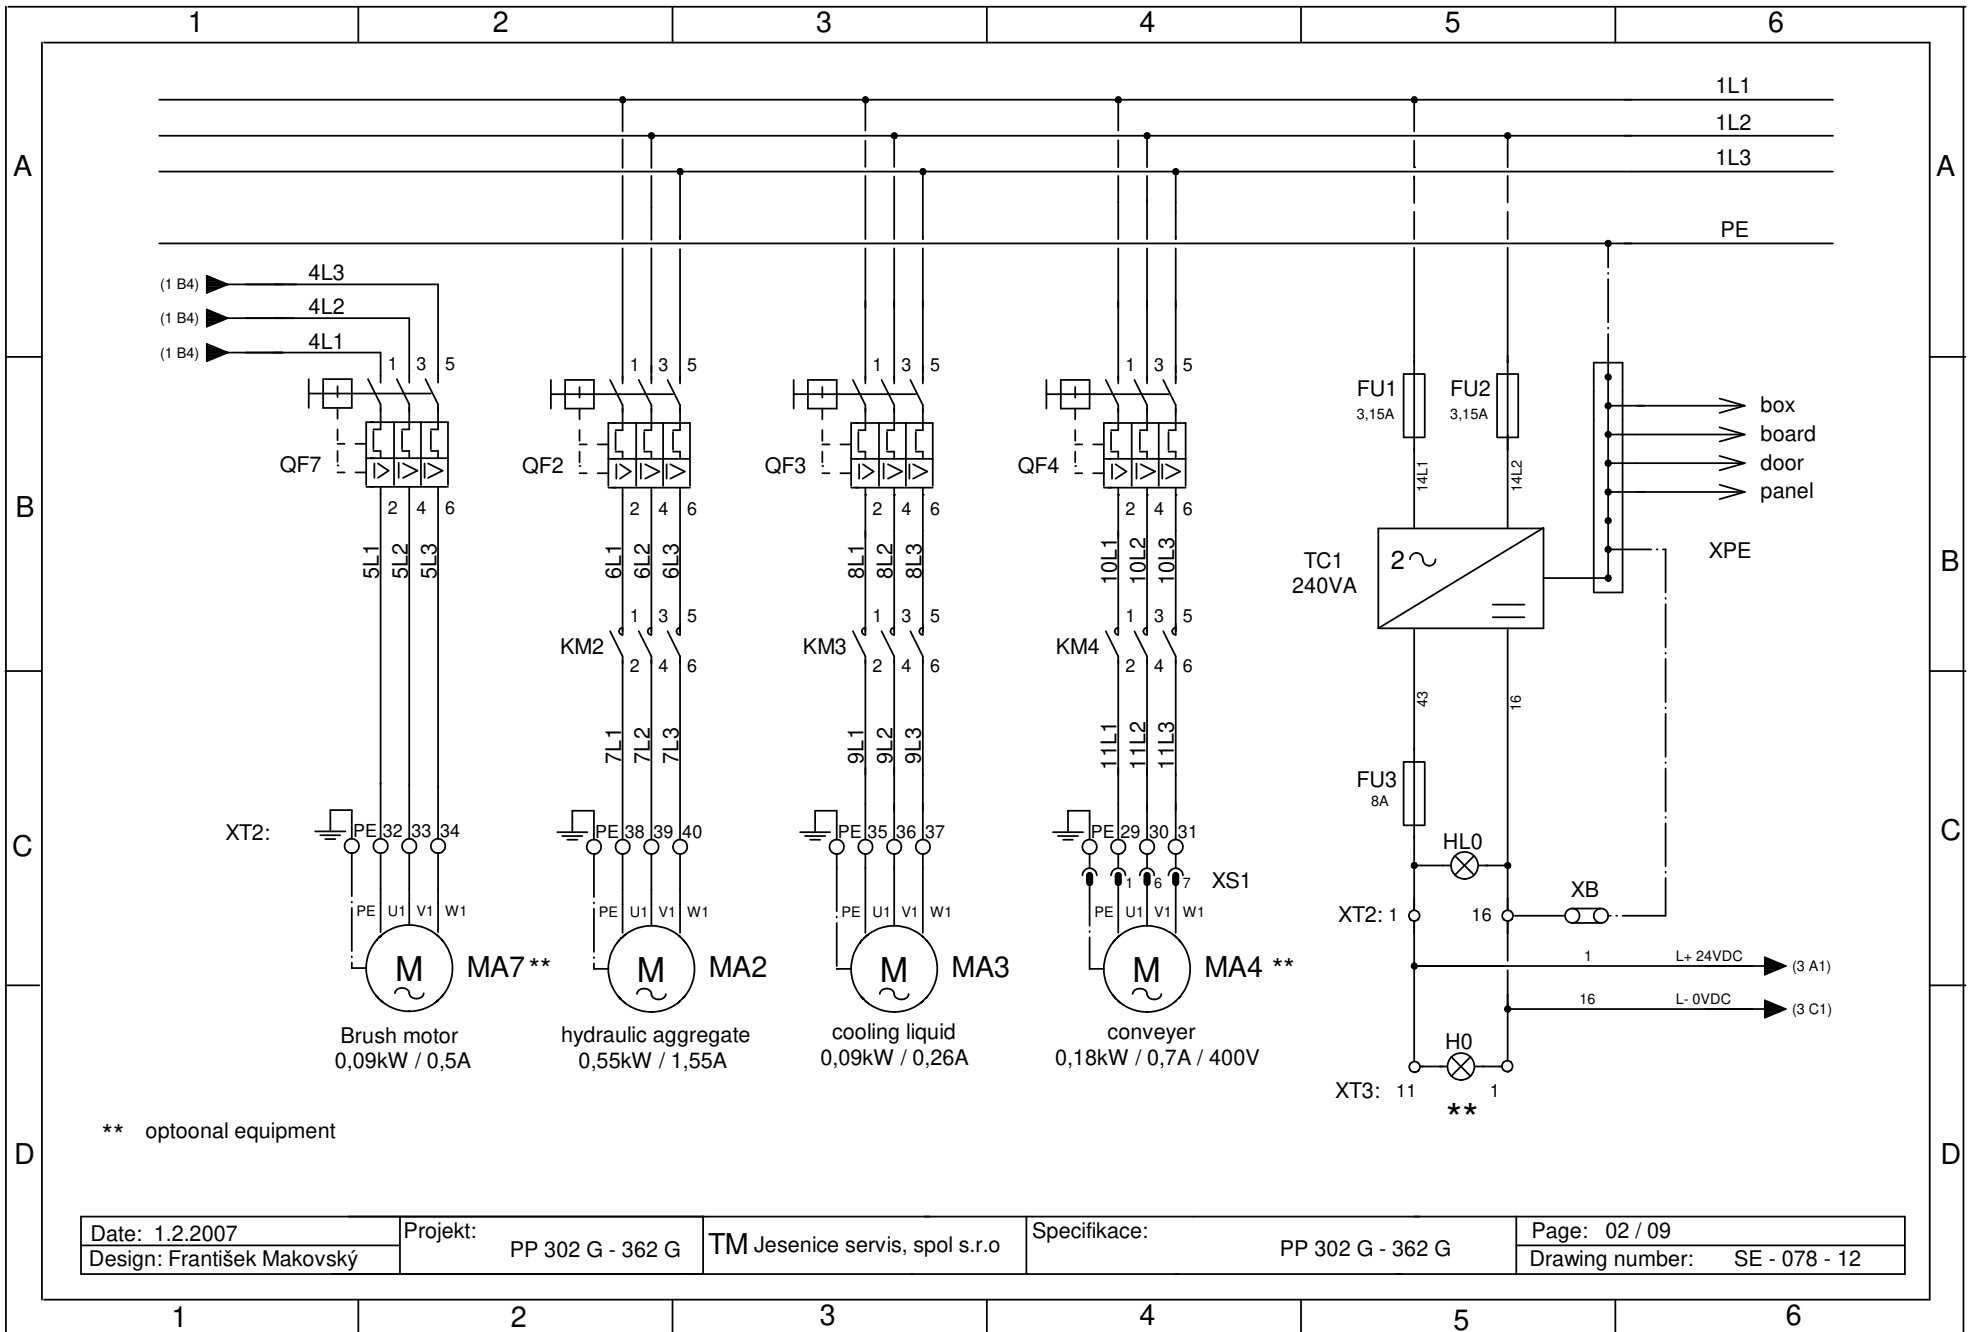 1 2 3 4 5 6
1L1
1L2
1L3
PE
A A
(1 B4) 4L3
(1 B4) 4L2
(1 B4) 4L1
1 3 5 1 3 5 1 3 5 1 3 5
FU1 FU2
3,15A 3,15A
box
board
door
panel
QF7 QF2 QF3 QF4
14L1 14L2
2 4 6 2 4 6 2 4 6 2 4 6
B B
5L1 5L2 5L3 6L1 6L2 6L3 8L1 8L2 8L3 10L1 10L2 10L3
TC1
240VA
2~
XPE
1 3 5 1 3 5 1 3 5
KM2 KM3 KM4
2 4 6 2 4 6 2 4 6
43 16
7L1 7L2 7L3 9L1 9L2 9L3 11L1 11L2 11L3
FU3
8A
XT2: PE 32 33 34 PE 38 39 40 PE 35 36 37 PE 29 30 31
C C
HL0
1 6 7 XS1
XB
PE U1 V1 W1 PE U1 V1 W1 PE U1 V1 W1 PE U1 V1 W1
XT2: 1 16
M MA7 ** M MA2 M MA3 M MA4 **
1 L+ 24VDC (3 A1)
16 L- 0VDC (3 C1)
Brush motor
0,09kW / 0,5A
hydraulic aggregate
0,55kW / 1,55A
cooling liquid
0,09kW / 0,26A
conveyer
0,18kW / 0,7A / 400V
H0
XT3: 11 1
**
** optoonal equipment
D D
Date: 1.2.2007
Design: František Makovský
Projekt:
PP 302 G - 362 G
TM Jesenice servis, spol s.r.o
Specifikace:
PP 302 G - 362 G
Page: 02 / 09
Drawing number: SE - 078 - 12
1 2 3 4 5 6